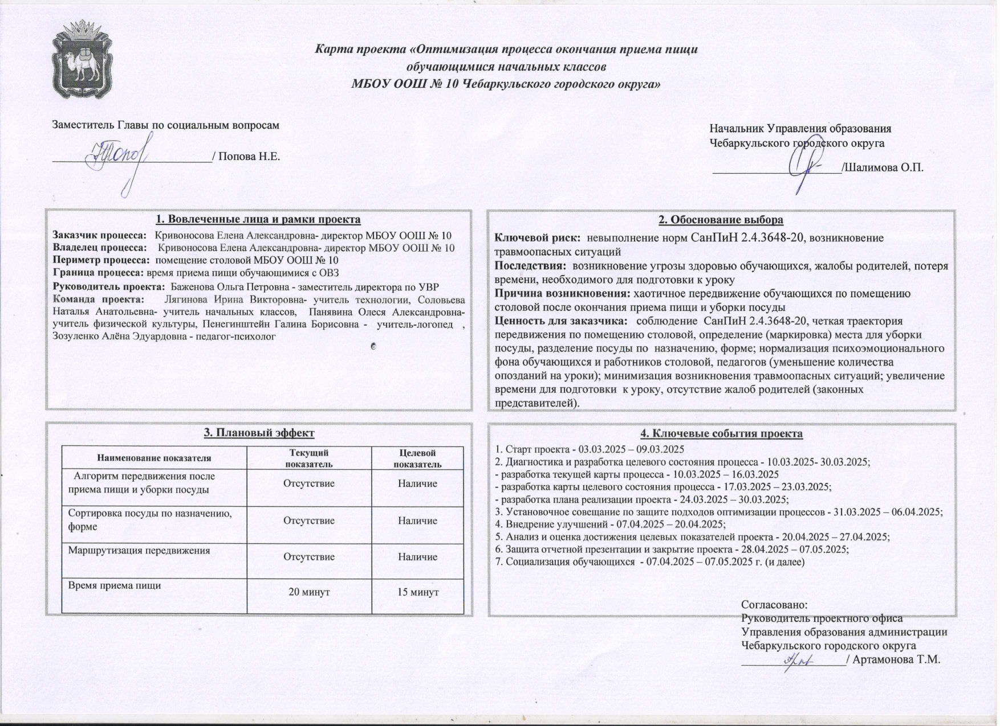 Карта проекта «Оптимизация процесса окончания приема пищи
обучающимися начальных классов
МБОУ ООШ № 10 Чебаркульского городского округа»
Заместитель Главы по социальным вопросам
/ Попова Н.Е.
Начальник Управления образования
Чебаркульского городского округа
/Шалимова О.П.
1. Вовлеченные лица и рамки проекта
Заказчик процесса: Кривоносова Елена Александровна- директор МБОУ ООШ № 10
Владелец процесса: Кривоносова Елена Александровна- директор МБОУ ООШ № 10
Периметр процесса: помещение столовой МБОУ ООШ № 10
Граница процесса: время приема пищи обучающимися с ОВЗ
Руководитель проекта: Баженова Ольга Петровна - заместитель директора по УВР
Команда проекта: Лягинова Ирина Викторовна- учитель технологии, Соловьева
Наталья Анатольевна- учитель начальных классов, Панявина Олеся Александровна-
учитель физической культуры, Пенегинштейн Галина Борисовна - учитель-логопед ,
Зозуленко Алёна Эдуардовна - педагог-психолог
2. Обоснование выбора
Ключевой риск: невыполнение норм СанПиН 2.4.3648-20, возникновение
травмоопасных ситуаций
Последствия: возникновение угрозы здоровью обучающихся, жалобы родителей, потеря
времени, необходимого для подготовки к уроку
Причина возникновения: хаотичное передвижение обучающихся по помещению
столовой после окончания приема пищи и уборки посуды
Ценность для заказчика: соблюдение СанПиН 2.4.3648-20, четкая траектория
передвижения по помещению столовой, определение (маркировка) места для уборки
посуды, разделение посуды по назначению, форме; нормализация психоэмоционального
фона обучающихся и работников столовой, педагогов (уменьшение количества
опозданий на уроки); минимизация возникновения травмоопасных ситуаций; увеличение
времени для подготовки к уроку, отсутствие жалоб родителей (законных
представителей).
3. Плановый эффект
Наименование показателя Текущий показатель Целевой показатель
Алгоритм передвижения после
приема пищи и уборки посуды Отсутствие Наличие
Сортировка посуды по назначению,
форме Отсутствие Наличие
Маршрутизация передвижения Отсутствие Наличие
Время приема пищи 20 минут 15 минут
4. Ключевые события проекта
1. Старт проекта - 03.03.2025 – 09.03.2025
2. Диагностика и разработка целевого состояния процесса - 10.03.2025- 30.03.2025;
- разработка текущей карты процесса - 10.03.2025 – 16.03.2025
- разработка карты целевого состояния процесса - 17.03.2025 – 23.03.2025;
- разработка плана реализации проекта - 24.03.2025 – 30.03.2025;
3. Установочное совещание по защите подходов оптимизации процессов - 31.03.2025 – 06.04.2025;
4. Внедрение улучшений - 07.04.2025 – 20.04.2025;
5. Анализ и оценка достижения целевых показателей проекта - 20.04.2025 – 27.04.2025;
6. Защита отчетной презентации и закрытие проекта - 28.04.2025 – 07.05.2025;
7. Социализация обучающихся - 07.04.2025 – 07.05.2025 г. (и далее)
Согласовано:
Руководитель проектного офиса
Управления образования администрации
Чебаркульского городского округа
/ Артамонова Т.М.